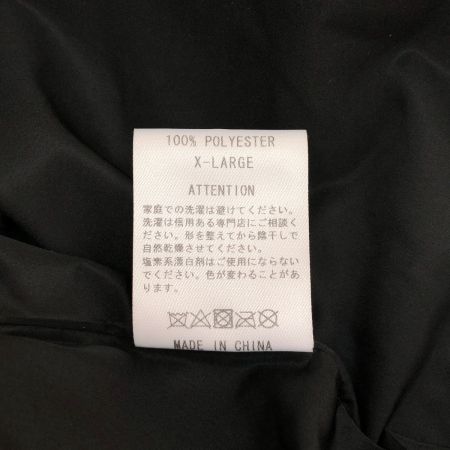 100% POLYESTER
X-LARGE
ATTENTION
家庭での洗濯は避けてください。
洗濯は信用ある専門店にご相談く
ださい。形を整えてから陰干しで
自然乾燥させてください。
塩素系漂白剤はご使用にならない
でください。色が変わることがあ
ります。
MADE IN CHINA